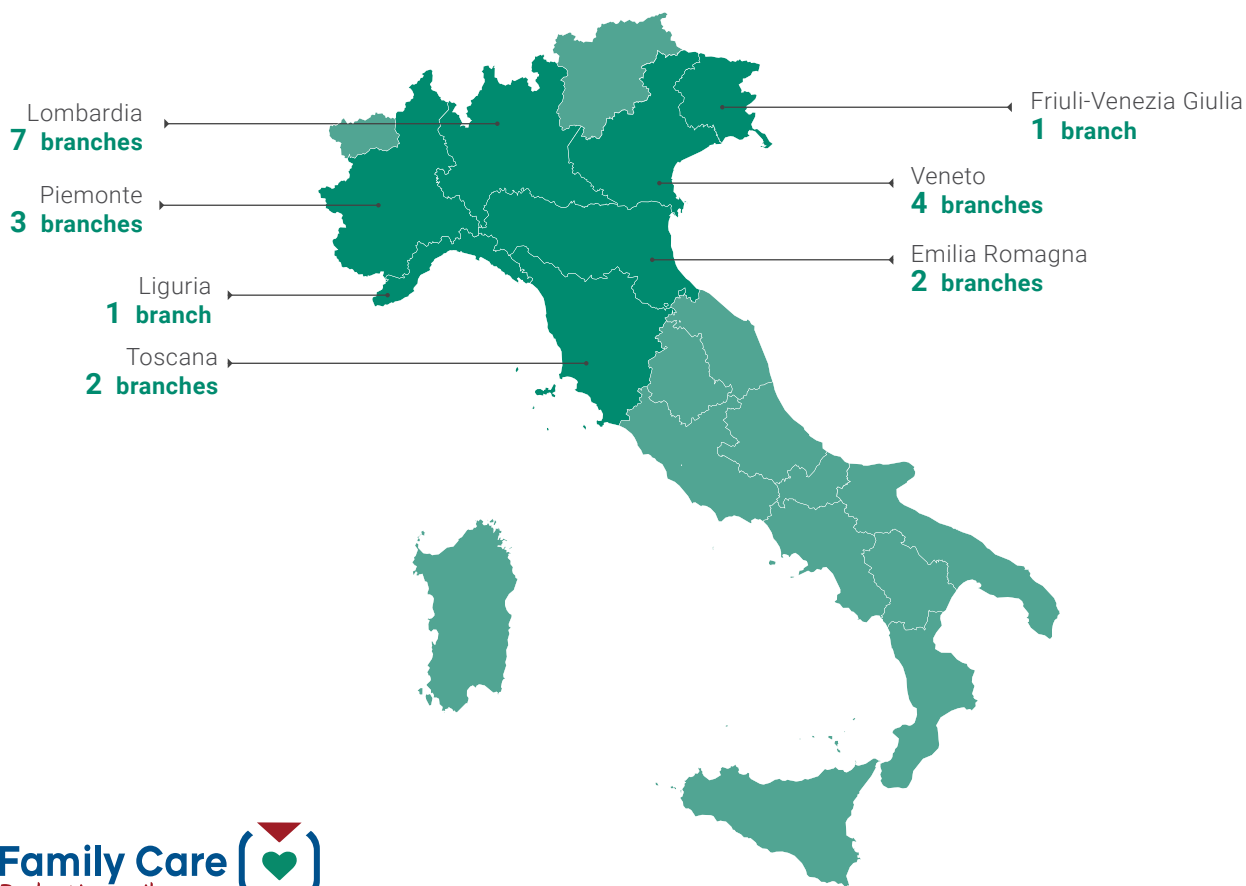 Lombardia
7 branches
Piemonte
3 branches
Liguria
1 branch
Toscana
2 branches
Friuli-Venezia Giulia
1 branch
Veneto
4 branches
Emilia Romagna
2 branches
Family Care